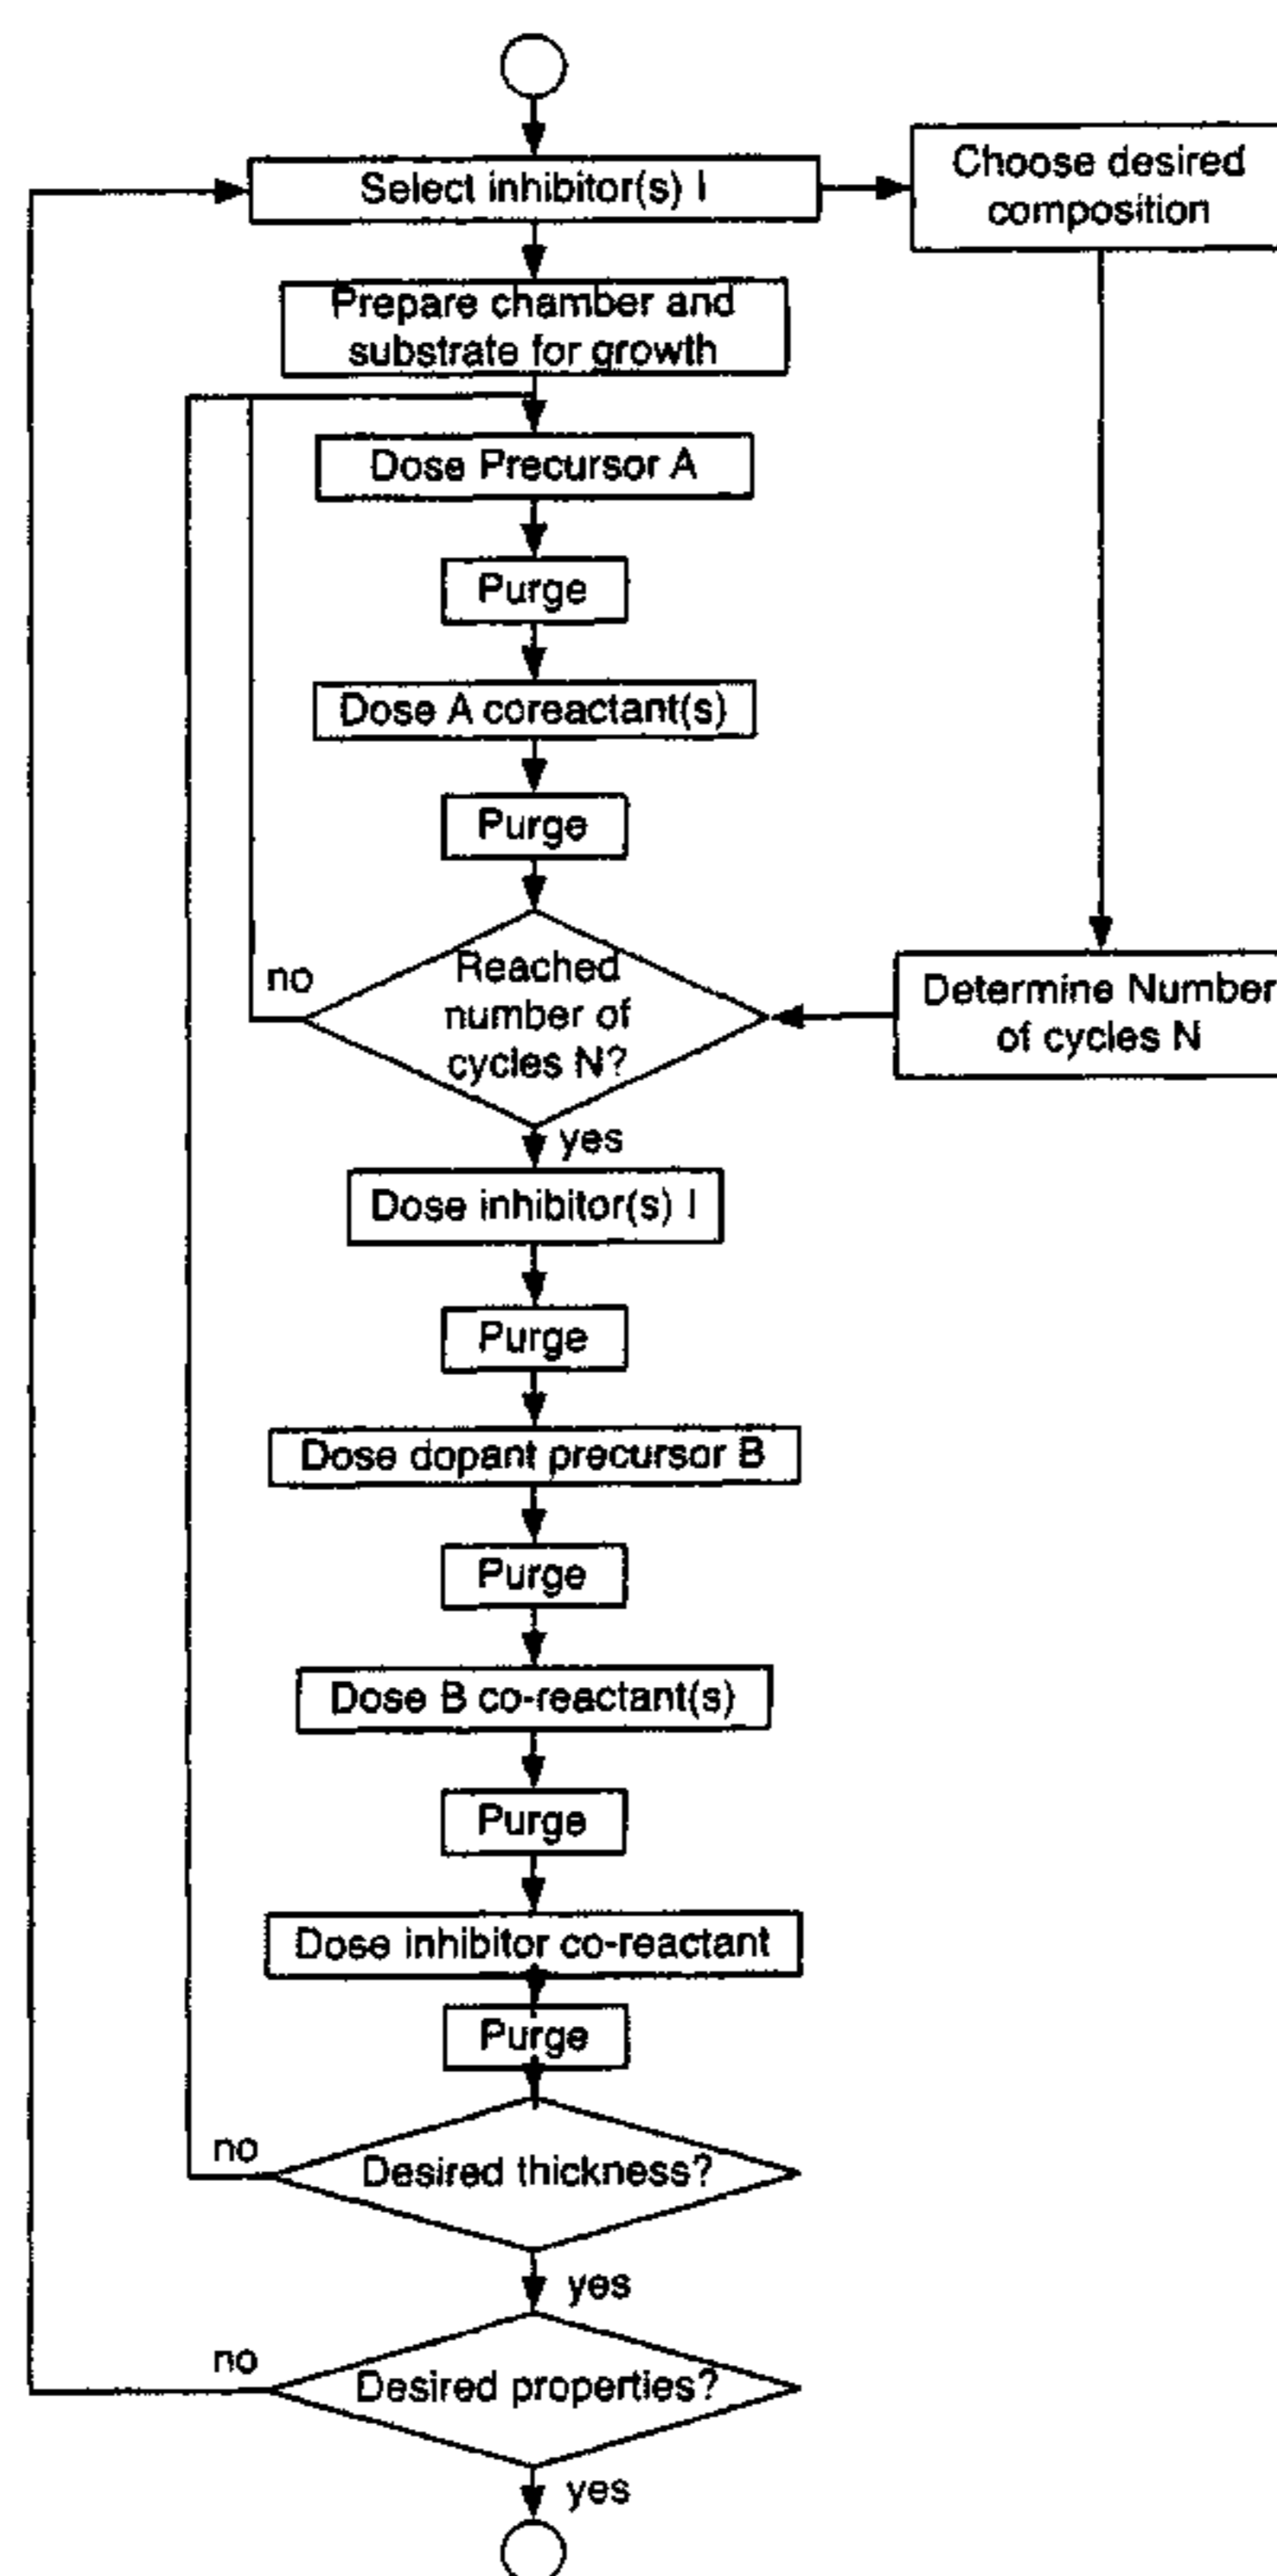 Select inhibitor(s) I
Choose desired
composition
Prepare chamber and
substrate for growth
Dose Precursor A
Purge
Dose A coreactant(s)
Purge
Reached
number of
cycles N?
no
Determine Number
of cycles N
yes
Dose inhibitor(s) I
Purge
Dose dopant precursor B
Purge
Dose B co-reactant(s)
Purge
Dose inhibitor co-reactant
Purge
no
Desired thickness?
yes
no
Desired properties?
yes